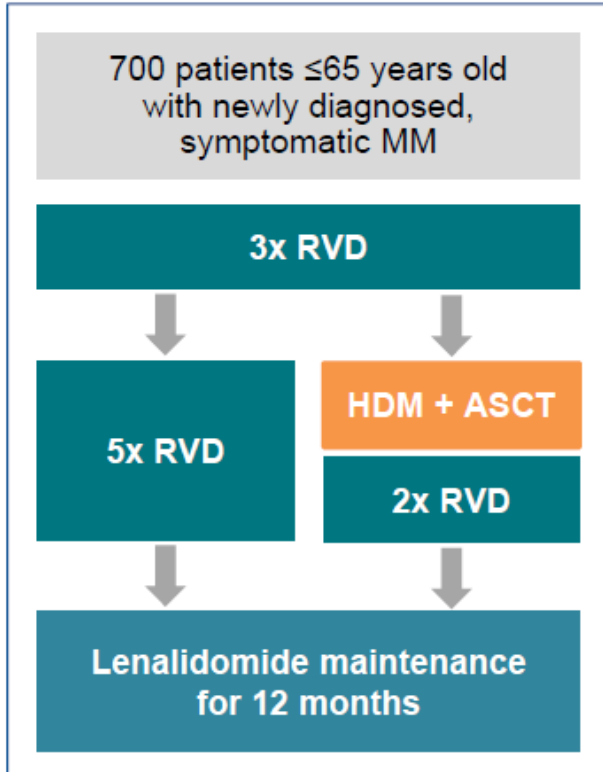 700 patients ≤65 years old
with newly diagnosed,
symptomatic MM
3x RVD
5x RVD
HDM + ASCT
2x RVD
Lenalidomide maintenance
for 12 months